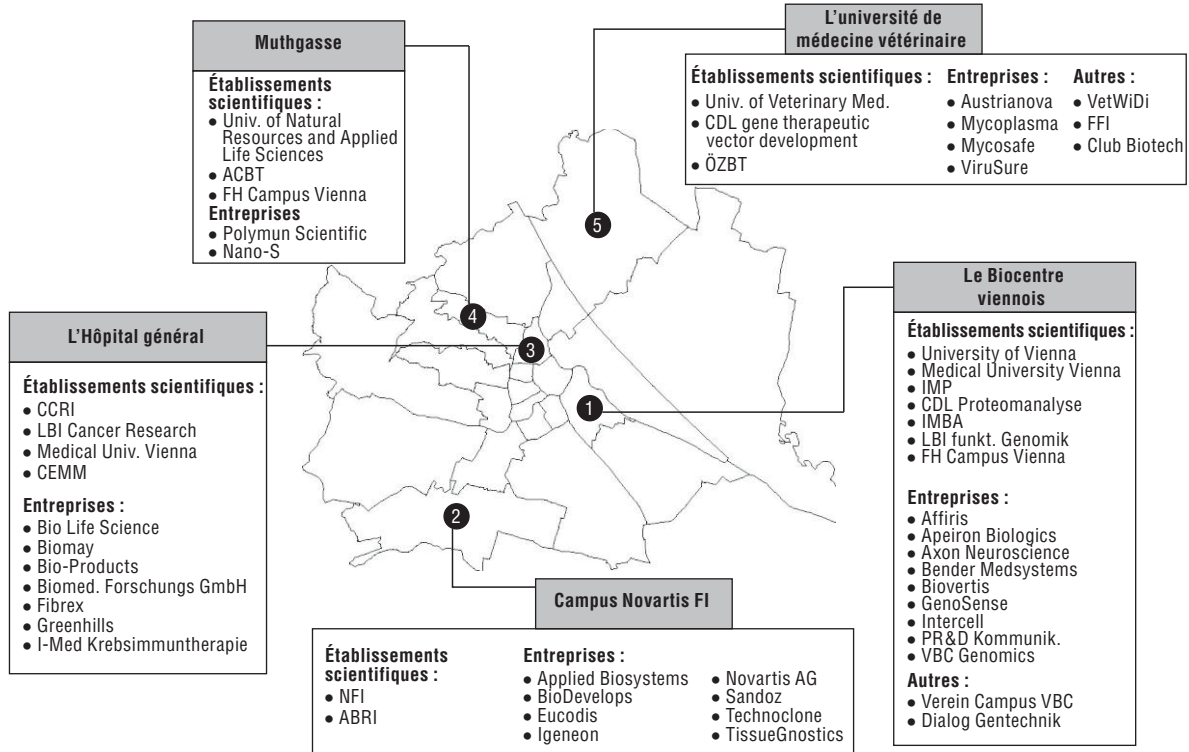 Muthgasse
Établissements
scientifiques :
● Univ. of Natural
Resources and Applied
Life Sciences
● ACBT
● FH Campus Vienna
Entreprises
● Polymun Scientific
● Nano-S
L'université de
médecine vétérinaire
Établissements scientifiques :
● Univ. of Veterinary Med.
● CDL gene therapeutic
vector development
● ÖZBT
Entreprises :
● Austrianova
● Mycoplasma
● Mycosafe
● ViruSure
Autres :
● VetWiDi
● FFI
● Club Biotech
5
4
3
1
2
L'Hôpital général
Établissements scientifiques :
● CCRI
● LBI Cancer Research
● Medical Univ. Vienna
● CEMM
Entreprises :
● Bio Life Science
● Biomay
● Bio-Products
● Biomed. Forschungs GmbH
● Fibrex
● Greenhills
● I-Med Krebsimmuntherapie
Le Biocentre
viennois
Établissements scientifiques :
● University of Vienna
● Medical University Vienna
● IMP
● CDL Proteomanalyse
● IMBA
● LBI funkt. Genomik
● FH Campus Vienna
Entreprises :
● Affiris
● Apeiron Biologics
● Axon Neuroscience
● Bender Medsystems
● Biovertis
● GenoSense
● Intercell
● PR&D Kommunik.
● VBC Genomics
Autres :
● Verein Campus VBC
● Dialog Gentechnik
Campus Novartis FI
Établissements
scientifiques :
● NFI
● ABRI
Entreprises :
● Applied Biosystems
● BioDevelops
● Eucodis
● Igeneon
● Novartis AG
● Sandoz
● Technoclone
● TissueGnostics